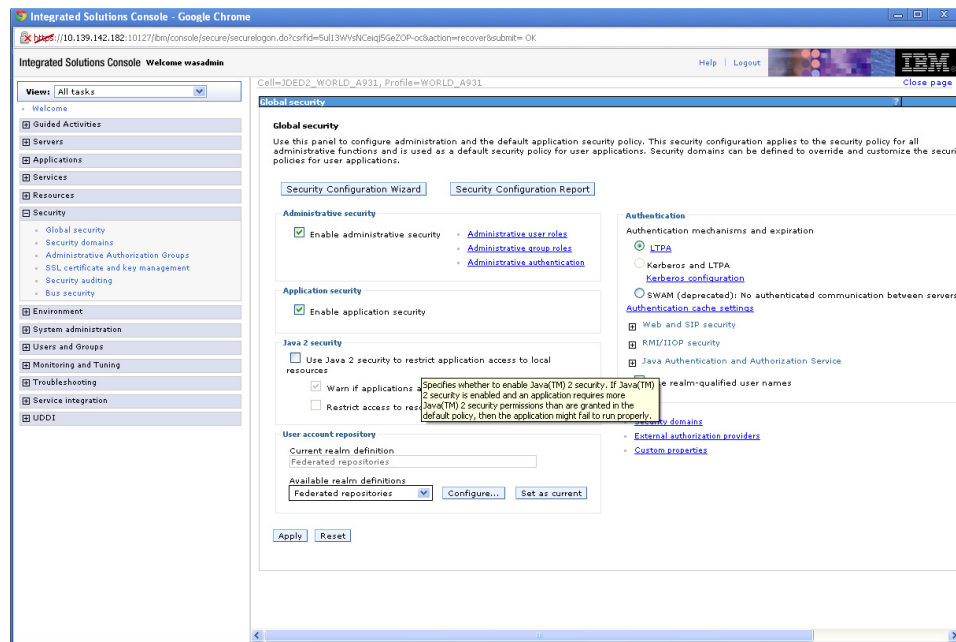 Integrated Solutions Console - Google Chrome
https://10.139.142.182:10127/ibm/console/secure/securelogon.do?csrfid=5ul13WVsNCeiqj5GeZOP-oc&action=recover&submit= OK
Integrated Solutions Console Welcome wasadmin
Help | Logout
IBM.
View: All tasks
Welcome
Guided Activities
Servers
Applications
Services
Resources
Security
Global security
Security domains
Administrative Authorization Groups
SSL certificate and key management
Security auditing
Bus security
Environment
System administration
Users and Groups
Monitoring and Tuning
Troubleshooting
Service integration
UDDI
Cell=JDED2_WORLD_A931, Profile=WORLD_A931
Close page
Global security
?
Global security
Use this panel to configure administration and the default application security policy. This security configuration applies to the security policy for all
administrative functions and is used as a default security policy for user applications. Security domains can be defined to override and customize the securi
policies for user applications.
Security Configuration Wizard
Security Configuration Report
Administrative security
Enable administrative security
Administrative user roles
Administrative group roles
Administrative authentication
Application security
Enable application security
Java 2 security
Use Java 2 security to restrict application access to local
resources
Warn if applications a
Restrict access to res
Specifies whether to enable Java(TM) 2 security. If Java(TM)
2 security is enabled and an application requires more
Java(TM) 2 security permissions than are granted in the
default policy, then the application might fail to run properly.
User account repository
Current realm definition
Federated repositories
Available realm definitions
Federated repositories
Configure...
Set as current
Apply
Reset
Authentication
Authentication mechanisms and expiration
LTPA
Kerberos and LTPA
Kerberos configuration
SWAM (deprecated): No authenticated communication between servers
Authentication cache settings
Web and SIP security
RMI/IIOP security
Java Authentication and Authorization Service
se realm-qualified user names
Security domains
External authorization providers
Custom properties